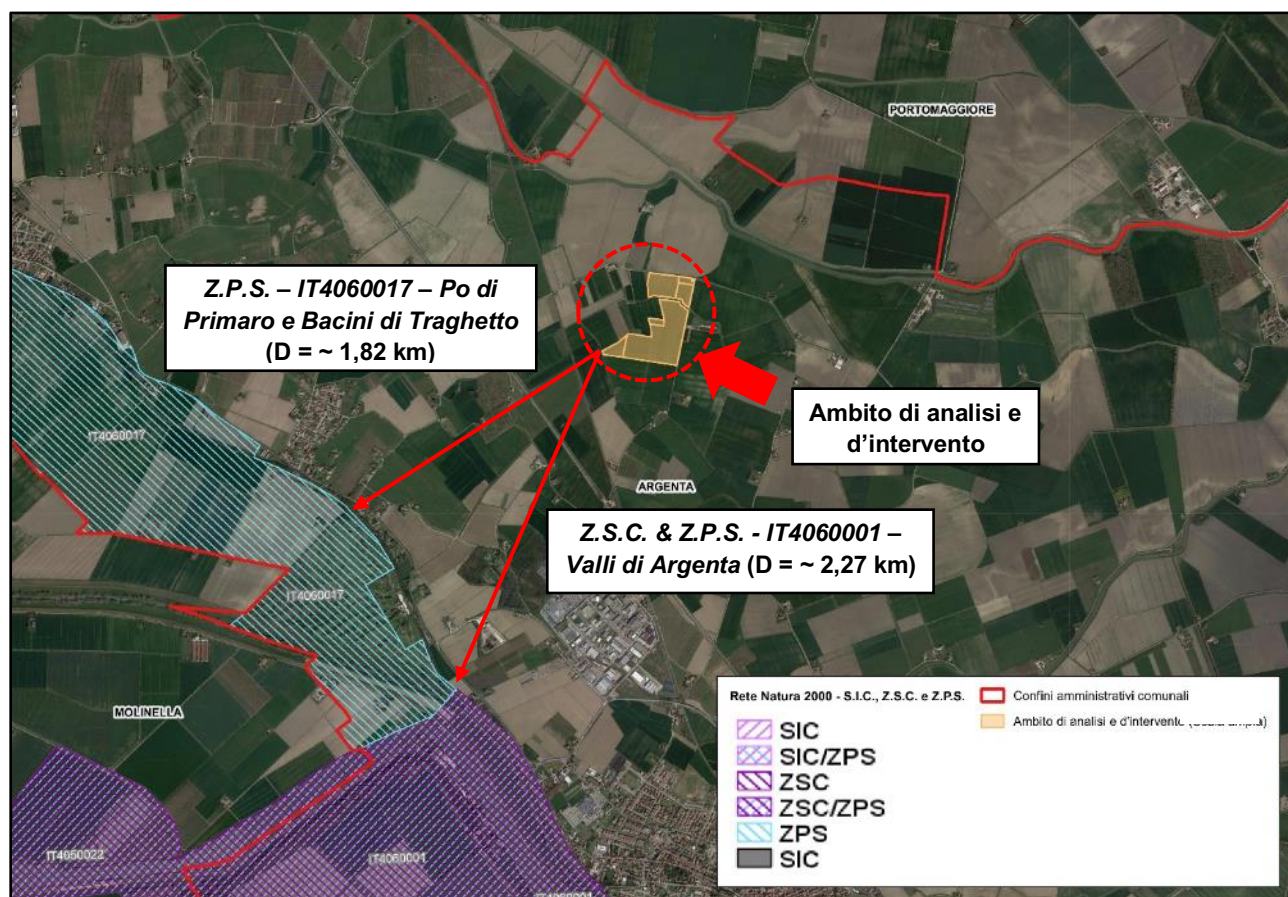 PORTOMAGGIORE
Z.P.S. – IT4060017 – Po di
Primaro e Bacini di Traghetto
(D = ~ 1,82 km)
Ambito di analisi e
d'intervento
IT4060017
ARGENTA
Z.S.C. & Z.P.S. - IT4060001 –
Valli di Argenta (D = ~ 2,27 km)
IT4060017
MOLINELLA
Rete Natura 2000 - S.I.C., Z.S.C. e Z.P.S.
SIC
SIC/ZPS
ZSC
ZSC/ZPS
ZPS
SIC
Confini amministrativi comunali
Ambito di analisi e d'intervento
IT4050022
IT4060001
IT4060001